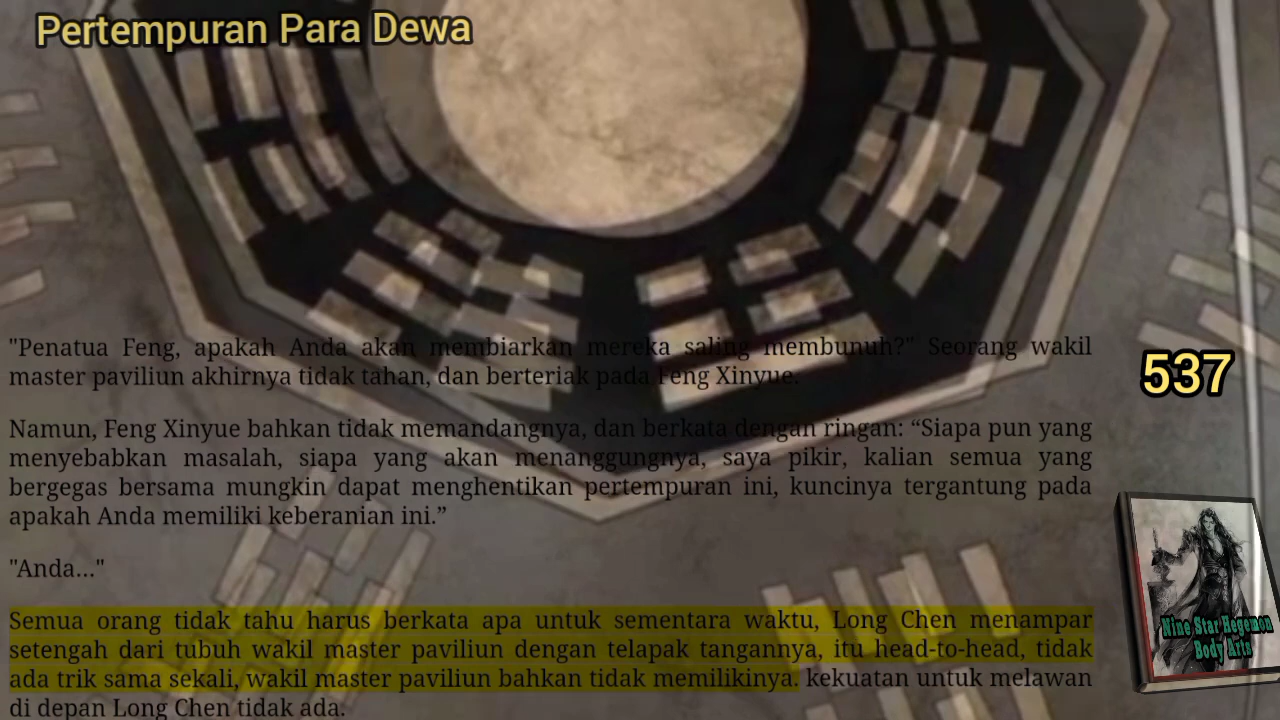 Pertempuran Para Dewa
"Penatua Feng, apakah Anda akan membiarkan mereka saling membunuh?" Seorang wakil
master paviliun akhirnya tidak tahan, dan berteriak pada Feng Xinyue.
537
Namun, Feng Xinyue bahkan tidak memandangnya, dan berkata dengan ringan: “Siapa pun yang
menyebabkan masalah, siapa yang akan menanggungnya, saya pikir, kalian semua yang
bergegas bersama mungkin dapat menghentikan pertempuran ini, kuncinya tergantung pada
apakah Anda memiliki keberanian ini.”
"Anda..."
Semua orang tidak tahu harus berkata apa untuk sementara waktu, Long Chen menampar
setengah dari tubuh wakil master paviliun dengan telapak tangannya, itu head-to-head, tidak
ada trik sama sekali, wakil master paviliun bahkan tidak memilikinya. kekuatan untuk melawan
di depan Long Chen tidak ada.
Nine Star Hegemon
Body Arts